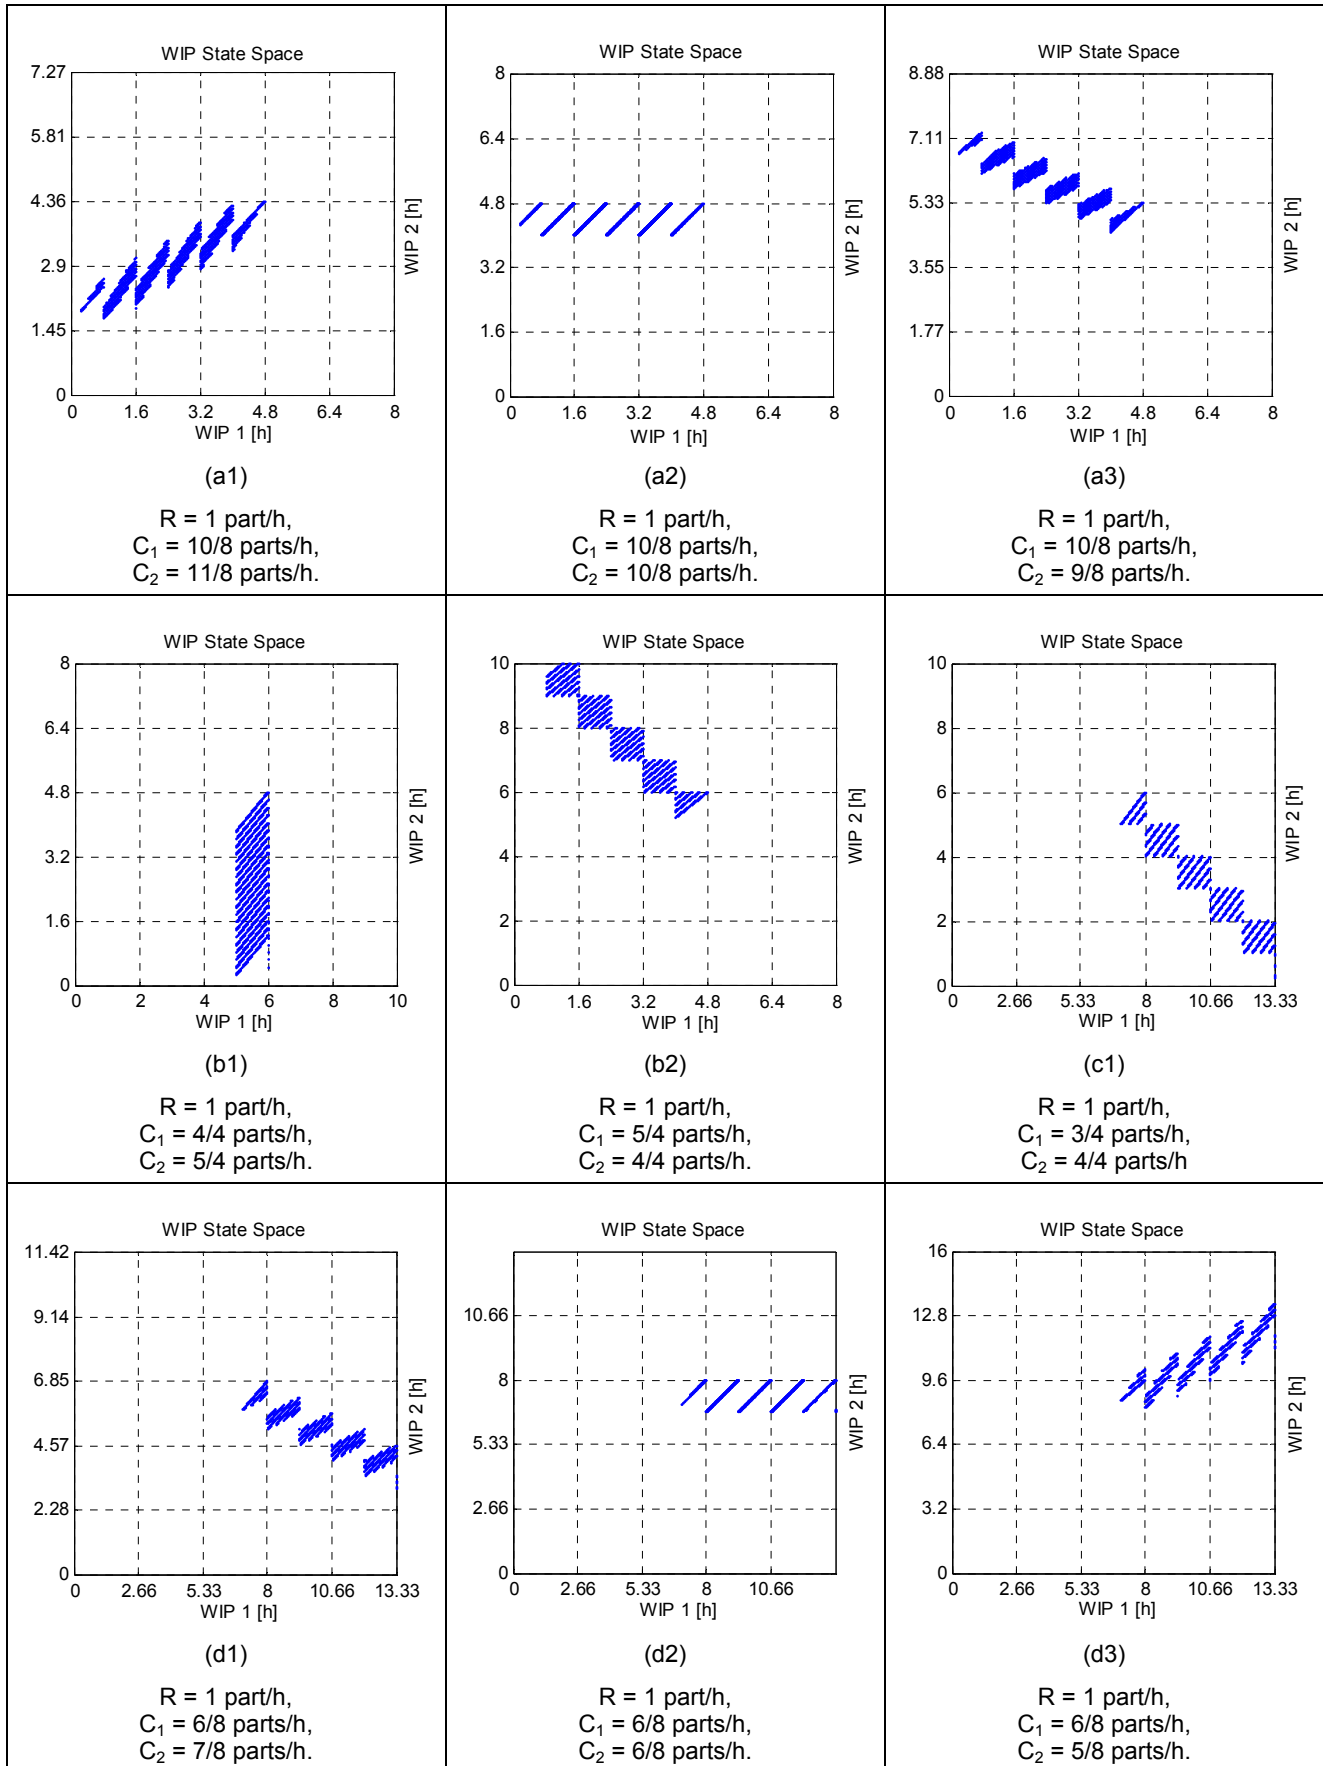 WIP State Space
7.27
5.81
4.36
2.9
1.45
0
0 1.6 3.2 4.8 6.4 8
WIP 1 [h]
WIP 2 [h]
(a1)
R = 1 part/h,
C1 = 10/8 parts/h,
C2 = 11/8 parts/h.
WIP State Space
8
6.4
4.8
3.2
1.6
0
0 1.6 3.2 4.8 6.4 8
WIP 1 [h]
WIP 2 [h]
(a2)
R = 1 part/h,
C1 = 10/8 parts/h,
C2 = 10/8 parts/h.
WIP State Space
8.88
7.11
5.33
3.55
1.77
0
0 1.6 3.2 4.8 6.4 8
WIP 1 [h]
WIP 2 [h]
(a3)
R = 1 part/h,
C1 = 10/8 parts/h,
C2 = 9/8 parts/h.
WIP State Space
8
6.4
4.8
3.2
1.6
0
0 2 4 6 8 10
WIP 1 [h]
WIP 2 [h]
(b1)
R = 1 part/h,
C1 = 4/4 parts/h,
C2 = 5/4 parts/h.
WIP State Space
10
8
6
4
2
0
0 1.6 3.2 4.8 6.4 8
WIP 1 [h]
WIP 2 [h]
(b2)
R = 1 part/h,
C1 = 5/4 parts/h,
C2 = 4/4 parts/h.
WIP State Space
10
8
6
4
2
0
0 2.66 5.33 8 10.66 13.33
WIP 1 [h]
WIP 2 [h]
(c1)
R = 1 part/h,
C1 = 3/4 parts/h,
C2 = 4/4 parts/h
WIP State Space
11.42
9.14
6.85
4.57
2.28
0
0 2.66 5.33 8 10.66 13.33
WIP 1 [h]
WIP 2 [h]
(d1)
R = 1 part/h,
C1 = 6/8 parts/h,
C2 = 7/8 parts/h.
WIP State Space
10.66
8
5.33
2.66
0
0 2.66 5.33 8 10.66
WIP 1 [h]
WIP 2 [h]
(d2)
R = 1 part/h,
C1 = 6/8 parts/h,
C2 = 6/8 parts/h.
WIP State Space
16
12.8
9.6
6.4
3.2
0
0 2.66 5.33 8 10.66 13.33
WIP 1 [h]
WIP 2 [h]
(d3)
R = 1 part/h,
C1 = 6/8 parts/h,
C2 = 5/8 parts/h.